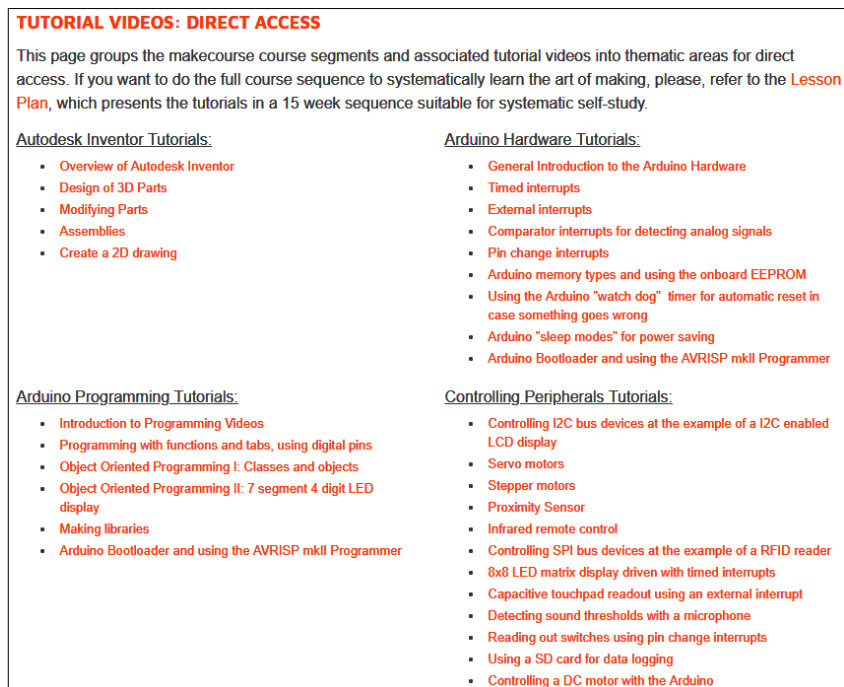 TUTORIAL VIDEOS: DIRECT ACCESS
This page groups the makecourse course segments and associated tutorial videos into thematic areas for direct
access. If you want to do the full course sequence to systematically learn the art of making, please, refer to the Lesson
Plan, which presents the tutorials in a 15 week sequence suitable for systematic self-study.
Autodesk Inventor Tutorials:
Overview of Autodesk Inventor
Design of 3D Parts
Modifying Parts
Assemblies
Create a 2D drawing
Arduino Hardware Tutorials:
General Introduction to the Arduino Hardware
Timed interrupts
External interrupts
Comparator interrupts for detecting analog signals
Pin change interrupts
Arduino memory types and using the onboard EEPROM
Using the Arduino "watch dog" timer for automatic reset in
case something goes wrong
Arduino "sleep modes" for power saving
Arduino Bootloader and using the AVRISP mkII Programmer
Arduino Programming Tutorials:
Introduction to Programming Videos
Programming with functions and tabs, using digital pins
Object Oriented Programming I: Classes and objects
Object Oriented Programming II: 7 segment 4 digit LED
display
Making libraries
Arduino Bootloader and using the AVRISP mkII Programmer
Controlling Peripherals Tutorials:
Controlling I2C bus devices at the example of a I2C enabled
LCD display
Servo motors
Stepper motors
Proximity Sensor
Infrared remote control
Controlling SPI bus devices at the example of a RFID reader
8x8 LED matrix display driven with timed interrupts
Capacitive touchpad readout using an external interrupt
Detecting sound thresholds with a microphone
Reading out switches using pin change interrupts
Using a SD card for data logging
Controlling a DC motor with the Arduino